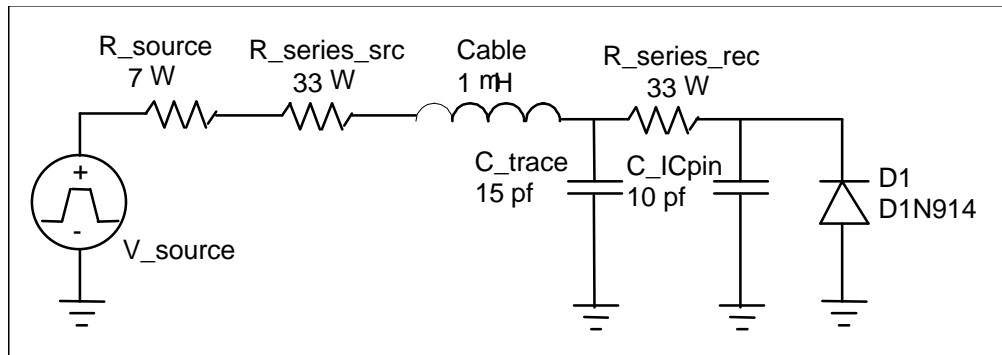 R_source
7 W
R_series_src
33 W
Cable
1 mH
R_series_rec
33 W
C_trace
15 pf
C_ICpin
10 pf
D1
D1N914
+
-
V_source